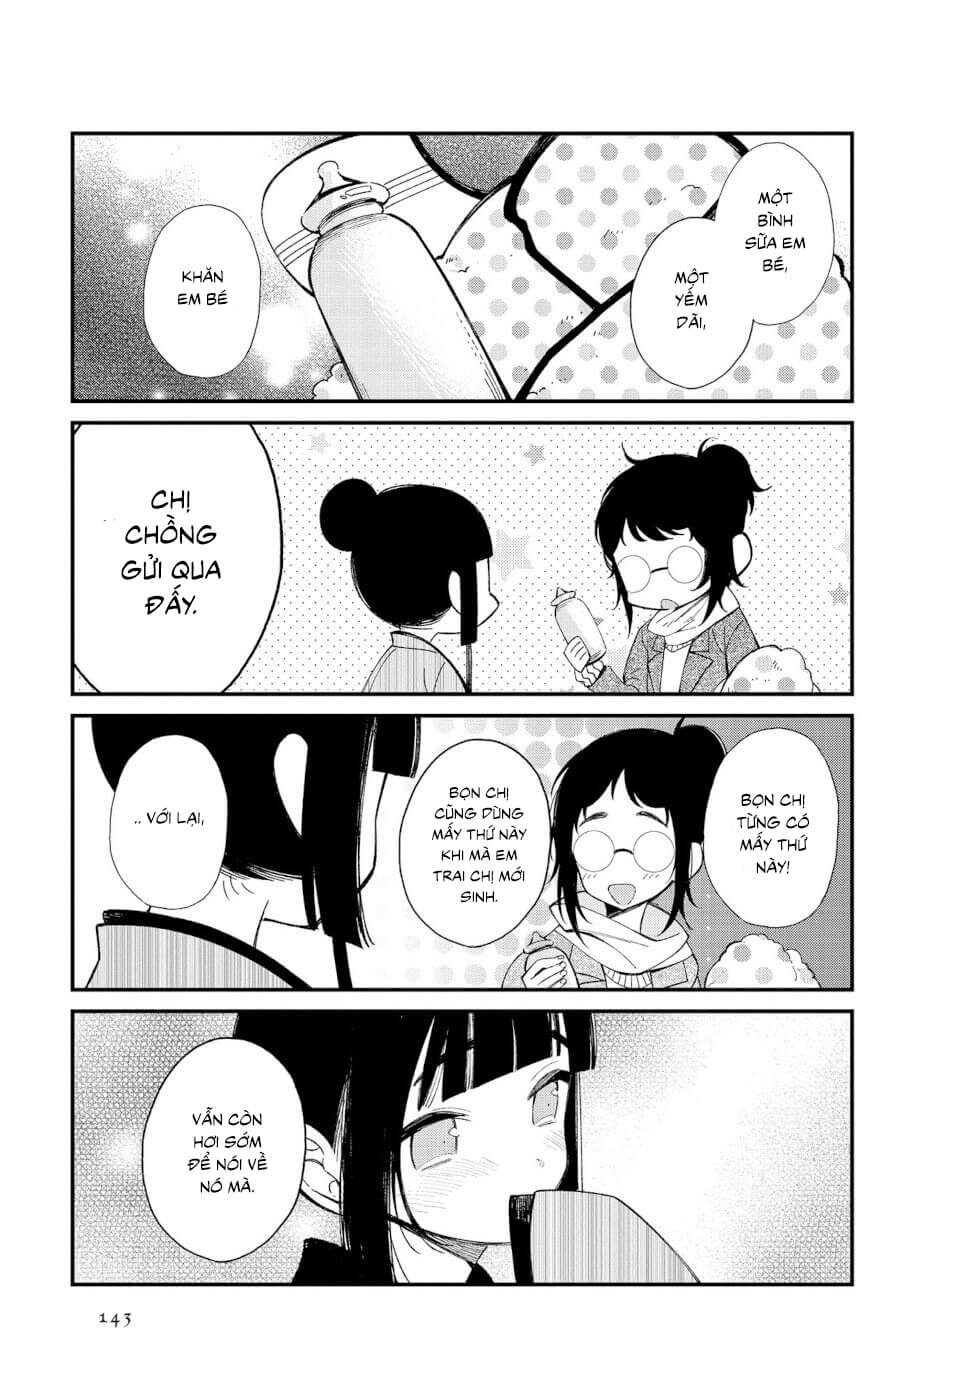 MỘT
BÌNH
SỮA EM
BÉ,
MỘT
YẾM
DÃI,
KHĂN
EM BÉ
CHỊ
CHỒNG
GỬI QUA
ĐẤY.
BỌN CHỊ
TỪNG CÓ
MẤY THỨ
NÀY!
BỌN CHỊ
CŨNG DÙNG
MẤY THỨ NÀY
KHI MÀ EM
TRAI CHỊ MỚI
SINH.
.. VỚI LẠI,
VẪN CÒN
HƠI SỚM
ĐỂ NÓI VỀ
NÓ MÀ.
143